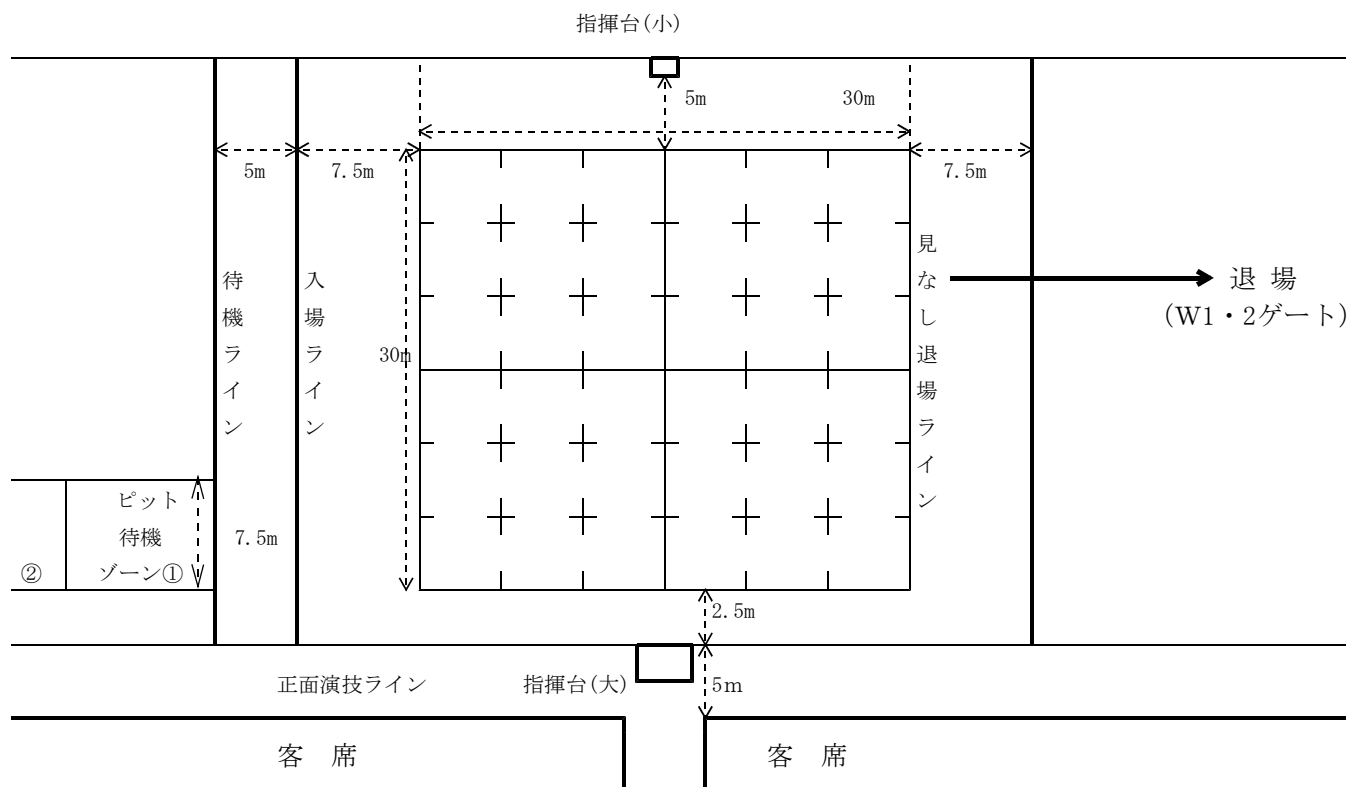 指揮台(小)
5m
30m
5m
7.5m
7.5m
待機ライン
入場ライン
30m
見なし退場ライン
退 場
(W1・2ゲート)
ピット
待機
ゾーン①
②
7.5m
2.5m
正面演技ライン
指揮台(大)
5m
客 席
客 席